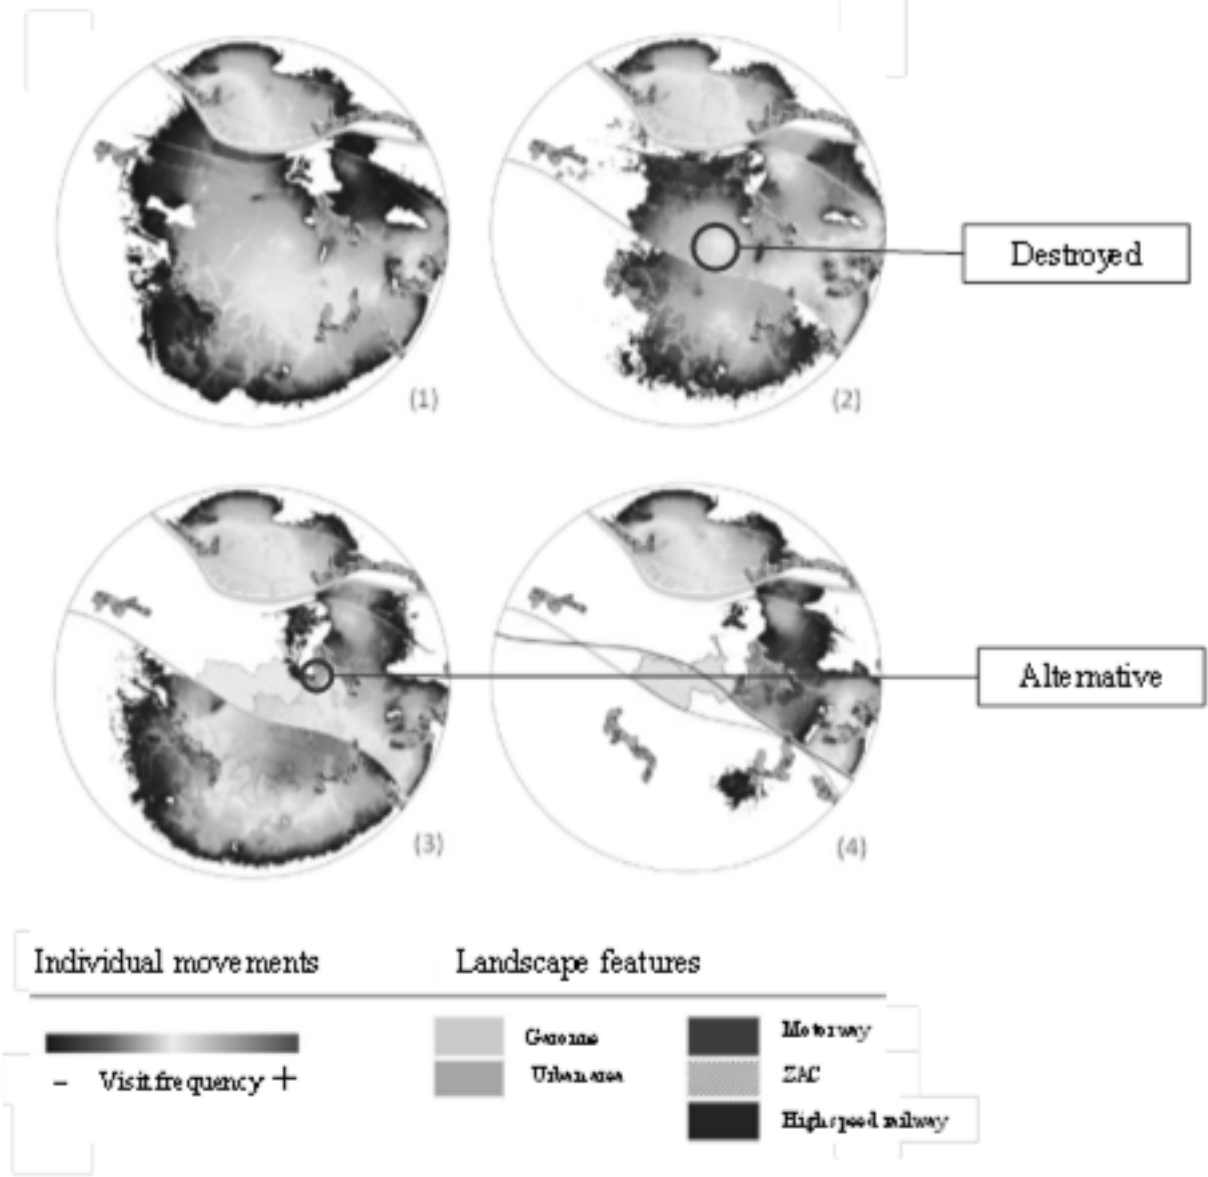 (1)
(2)
Destroyed
(3)
(4)
Alternative
Individual movements
Landscape features
Garonne
Motorway
– Visit frequency +
Urban area
ZAC
High speed railway